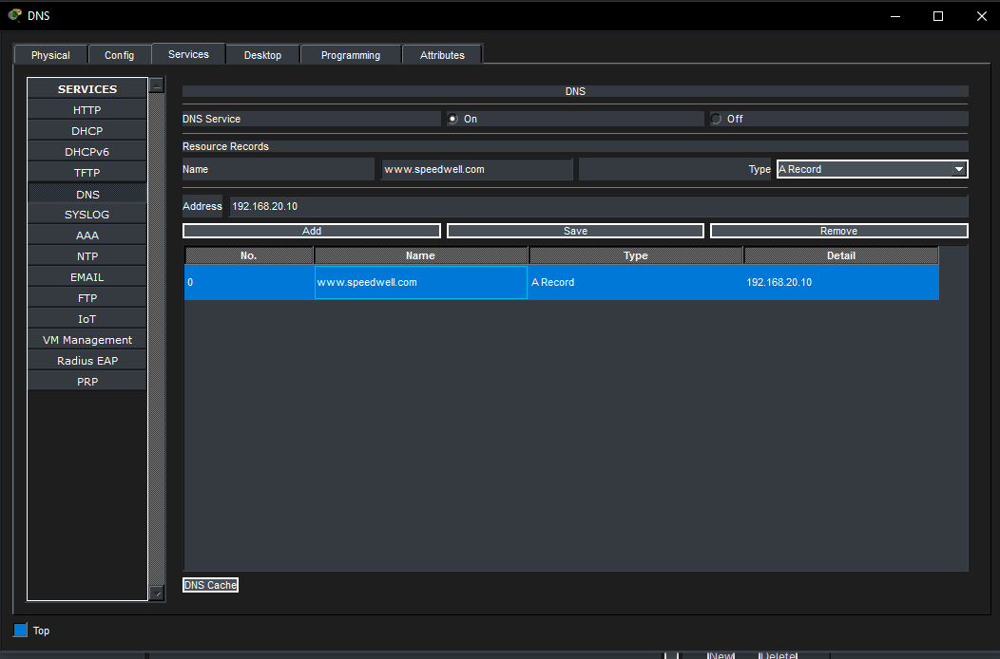 DNS
Physical Config Services Desktop Programming Attributes
SERVICES
HTTP
DHCP
DHCPv6
TFTP
DNS
SYSLOG
AAA
NTP
EMAIL
FTP
IoT
VM Management
Radius EAP
PRP
DNS
DNS Service On Off
Resource Records
Name www.speedwell.com Type A Record
Address 192.168.20.10
Add Save Remove
No. Name Type Detail
0 www.speedwell.com A Record 192.168.20.10
DNS Cache
Top
New Delete